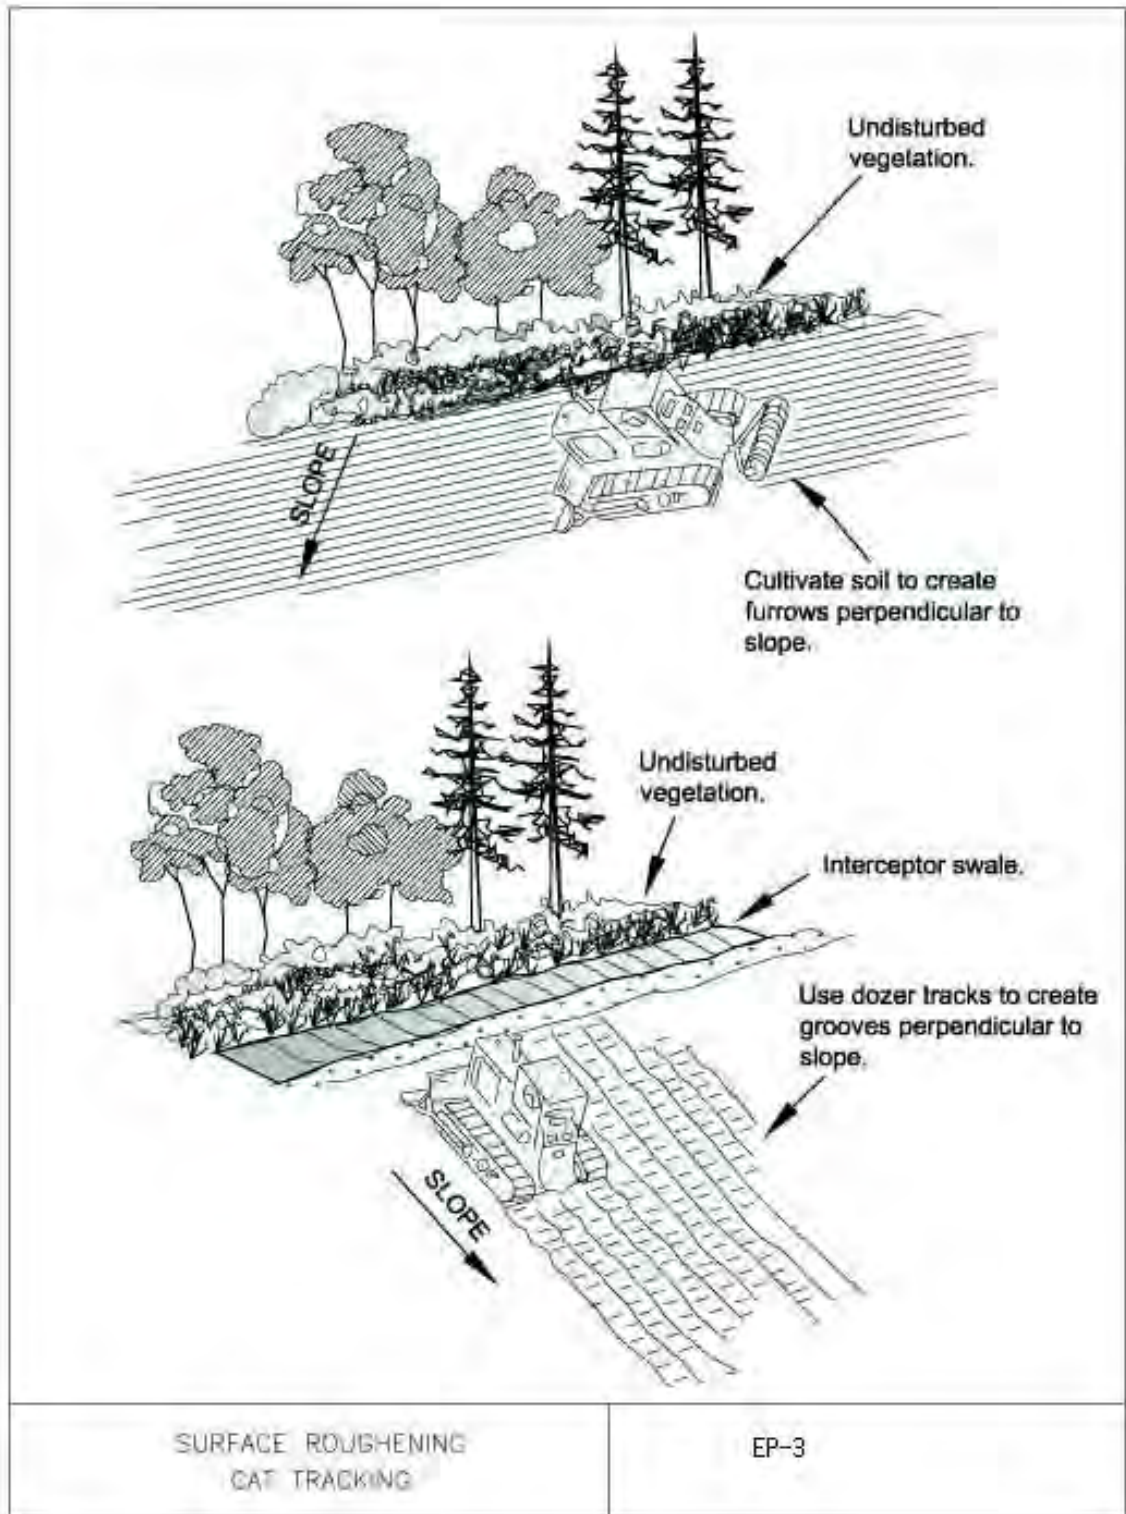 Undisturbed
vegetation.
SLOPE
Cultivate soil to create
furrows perpendicular to
slope.
Undisturbed
vegetation.
Interceptor swale.
Use dozer tracks to create
grooves perpendicular to
slope.
SLOPE
SURFACE ROUGHENING
CAT TRACKING
EP-3